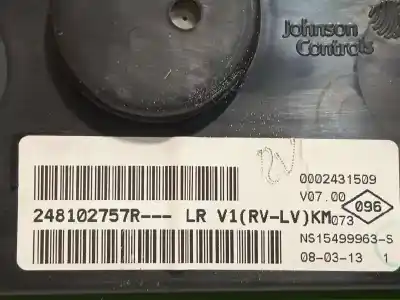 Johnson
Controls
0002431509
V07.00
096
248102757R--- LR V1(RV-LV)KM
073
NS15499963-S
08-03-13 1